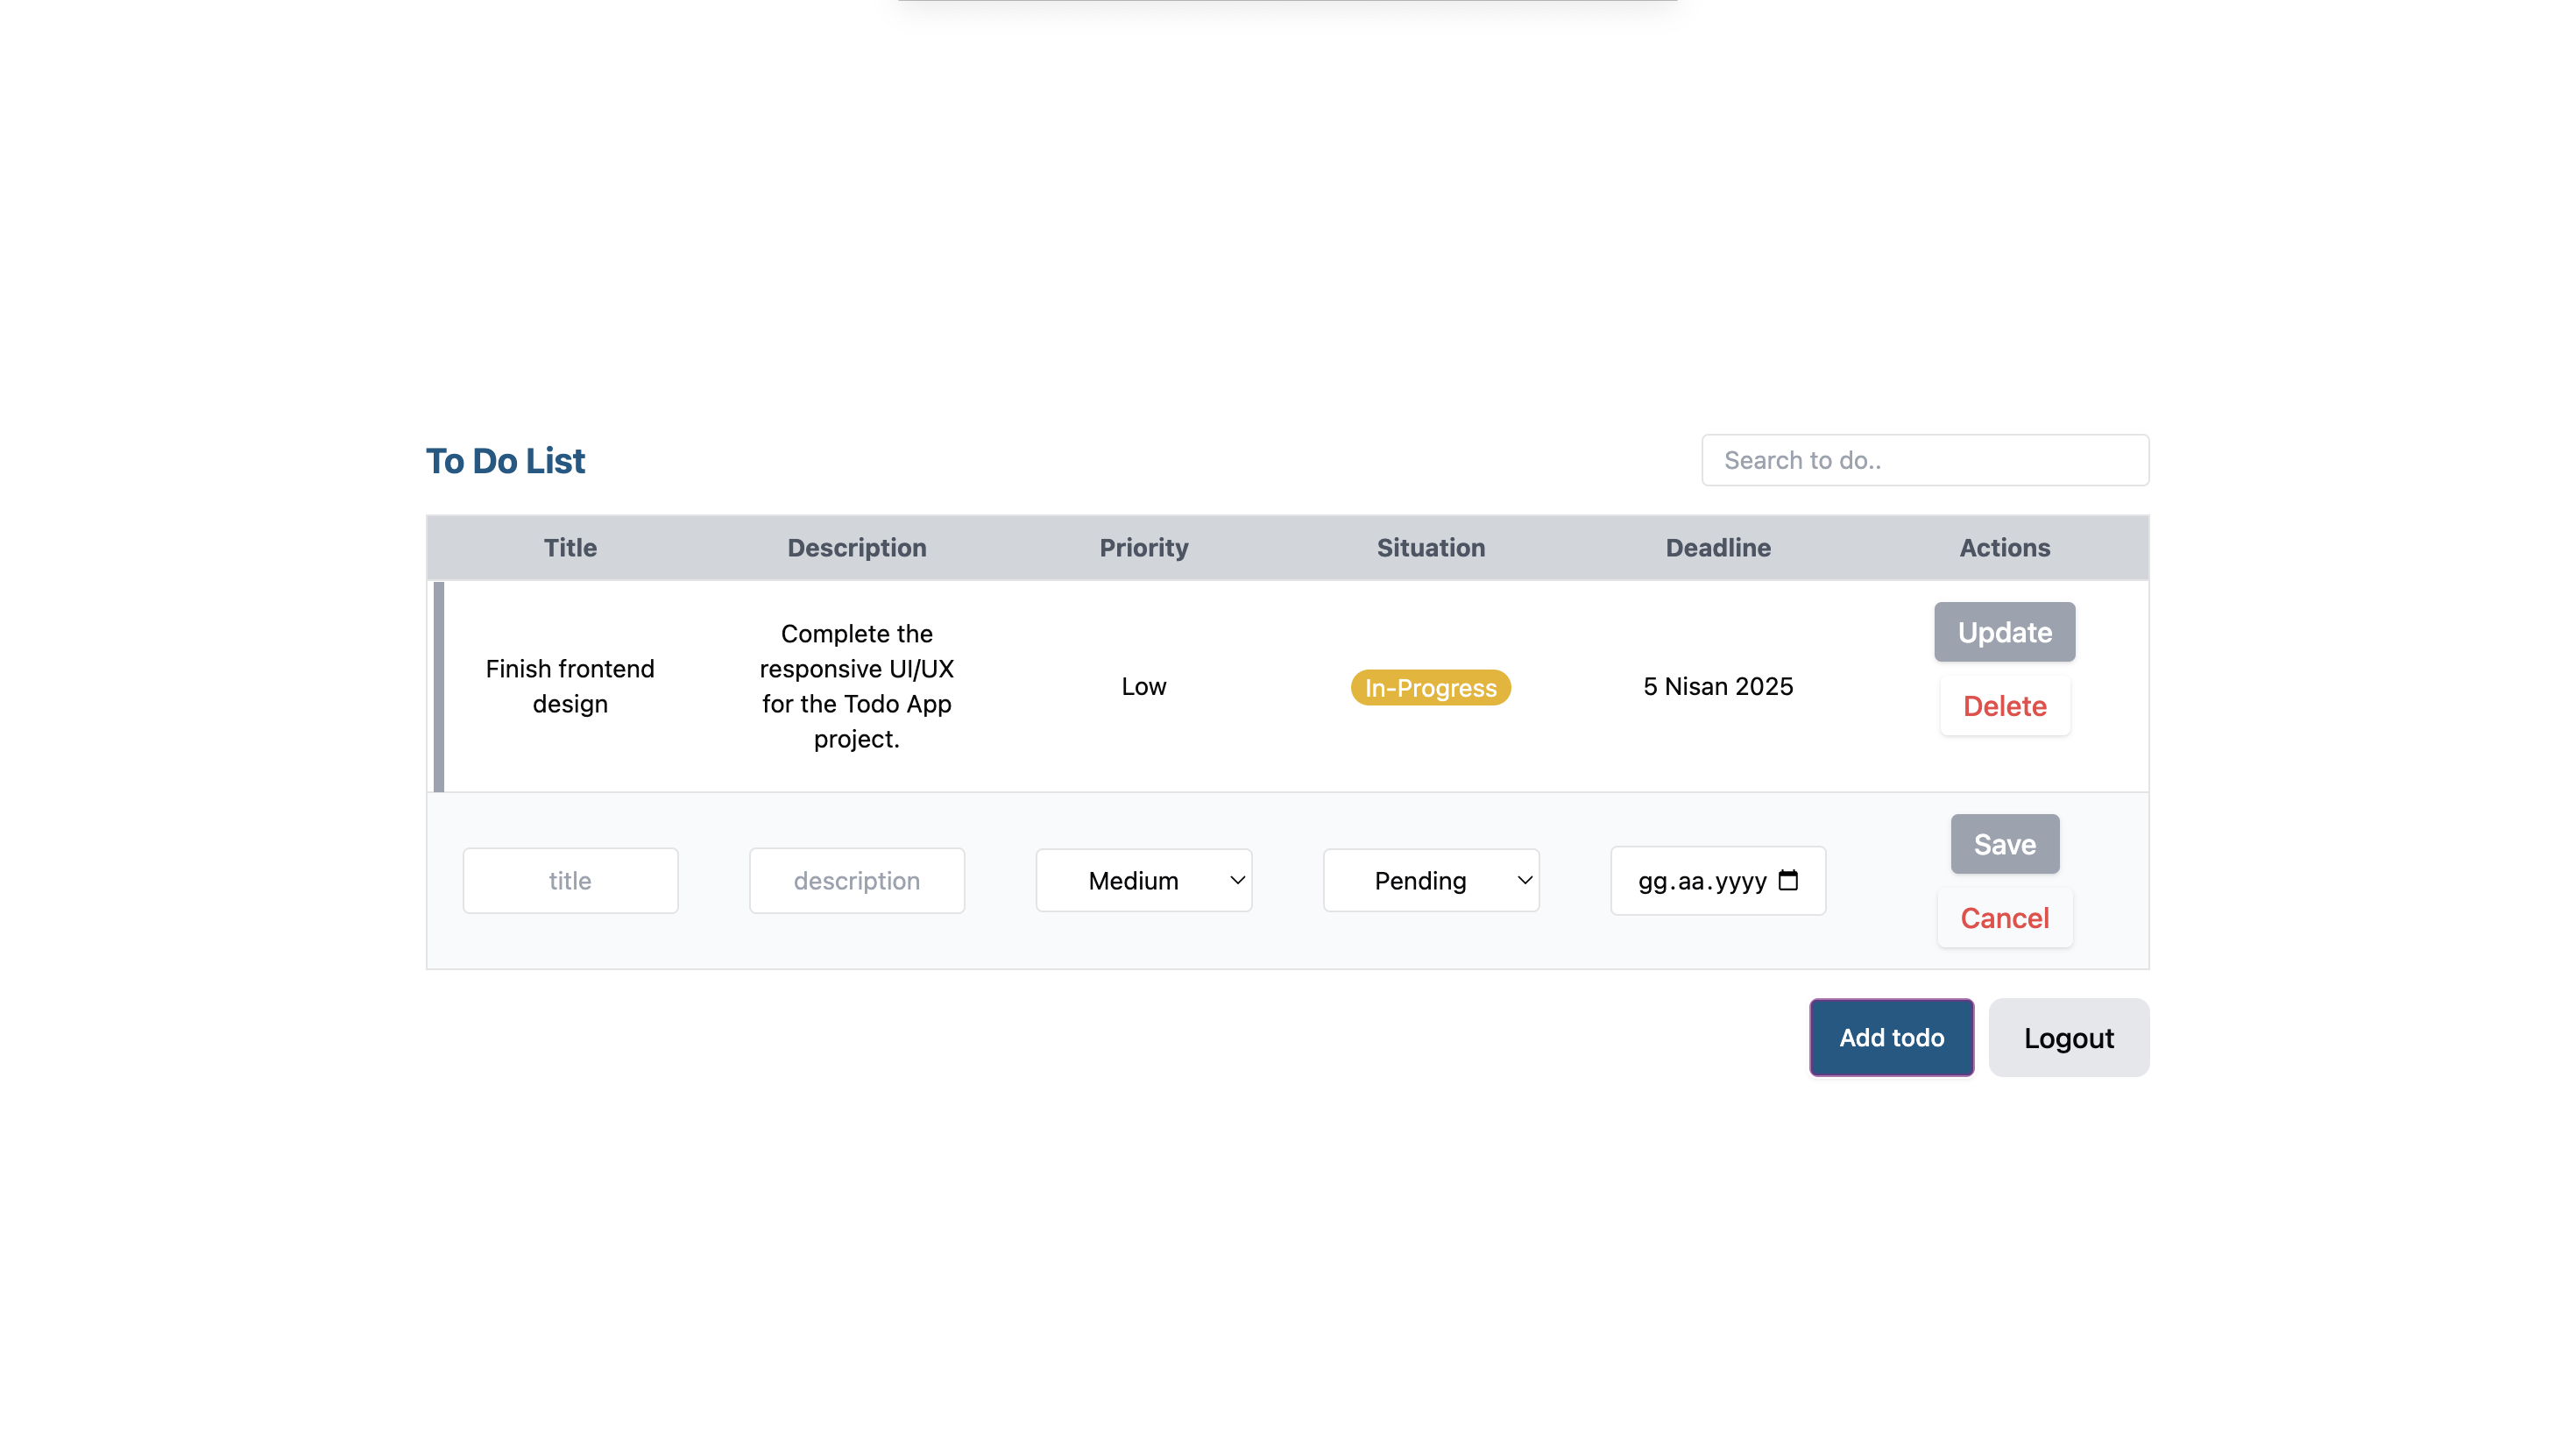 To Do List
Search to do..
Title Description Priority Situation Deadline Actions
Finish frontend
design
Complete the
responsive UI/UX
for the Todo App
project.
Low
In-Progress
5 Nisan 2025
Update
Delete
title
description
Medium
Pending
gg.aa.yyyy
Save
Cancel
Add todo
Logout